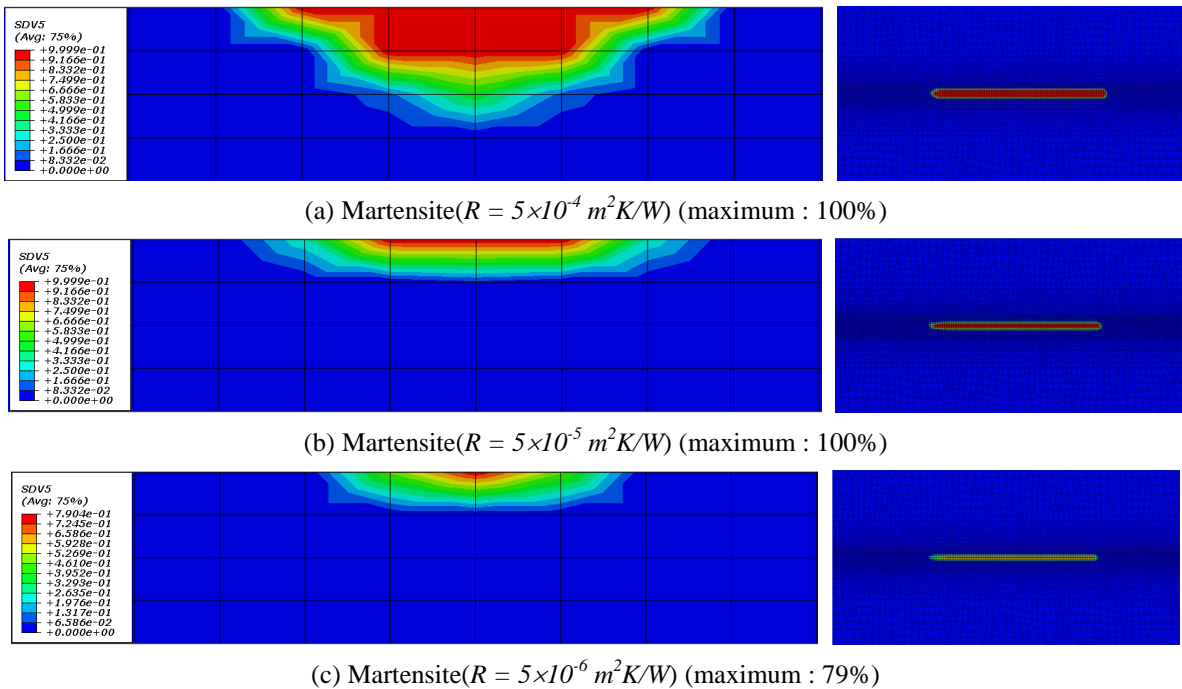 SDV5
(Avg: 75%)
+9.999e-01
+9.166e-01
+8.332e-01
+7.499e-01
+6.666e-01
+5.833e-01
+4.999e-01
+4.166e-01
+3.333e-01
+2.500e-01
+1.666e-01
+8.332e-02
+0.000e+00
(a) Martensite(R = 5×10⁻⁴ m²K/W) (maximum : 100%)
SDV5
(Avg: 75%)
+9.999e-01
+9.166e-01
+8.332e-01
+7.499e-01
+6.666e-01
+5.833e-01
+4.999e-01
+4.166e-01
+3.333e-01
+2.500e-01
+1.666e-01
+8.332e-02
+0.000e+00
(b) Martensite(R = 5×10⁻⁵ m²K/W) (maximum : 100%)
SDV5
(Avg: 75%)
+7.904e-01
+7.245e-01
+6.586e-01
+5.928e-01
+5.269e-01
+4.610e-01
+3.952e-01
+3.293e-01
+2.635e-01
+1.976e-01
+1.317e-01
+6.586e-02
+0.000e+00
(c) Martensite(R = 5×10⁻⁶ m²K/W) (maximum : 79%)